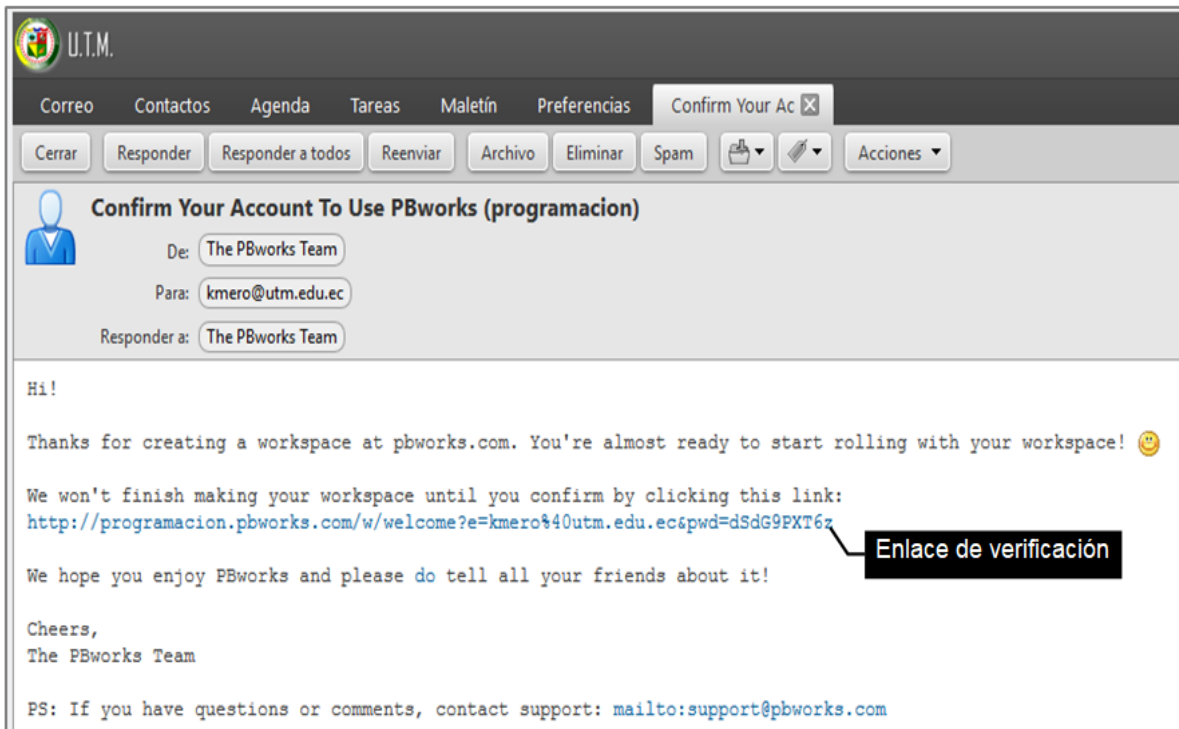 U.T.M.
Correo Contactos Agenda Tareas Maletín Preferencias Confirm Your Ac
Cerrar Responder Responder a todos Reenviar Archivo Eliminar Spam Acciones
Confirm Your Account To Use PBworks (programacion)
De: The PBworks Team
Para: kmero@utm.edu.ec
Responder a: The PBworks Team
Hi!
Thanks for creating a workspace at pbworks.com. You're almost ready to start rolling with your workspace!
We won't finish making your workspace until you confirm by clicking this link:
http://programacion.pbworks.com/w/welcome?e=kmero%40utm.edu.ec&pwd=dSdG9PXT6z
Enlace de verificación
We hope you enjoy PBworks and please do tell all your friends about it!
Cheers,
The PBworks Team
PS: If you have questions or comments, contact support: mailto:support@pbworks.com